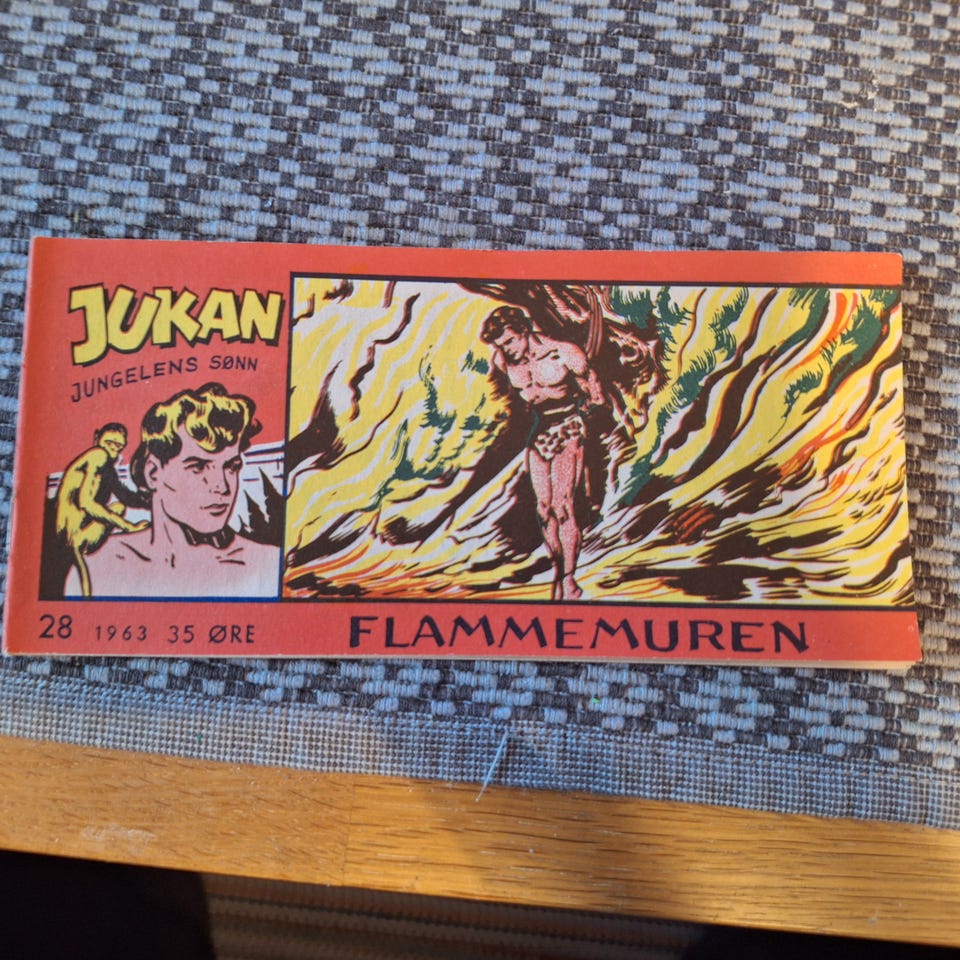 JUKAN
JUNGELENS SØNN
28 1963 35 ØRE
FLAMMEMUREN